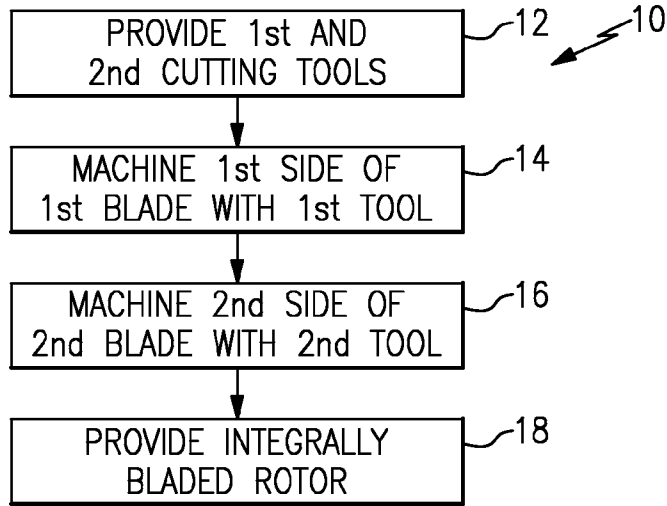 PROVIDE 1st AND
2nd CUTTING TOOLS
12
10
MACHINE 1st SIDE OF
1st BLADE WITH 1st TOOL
14
MACHINE 2nd SIDE OF
2nd BLADE WITH 2nd TOOL
16
PROVIDE INTEGRALLY
BLADED ROTOR
18